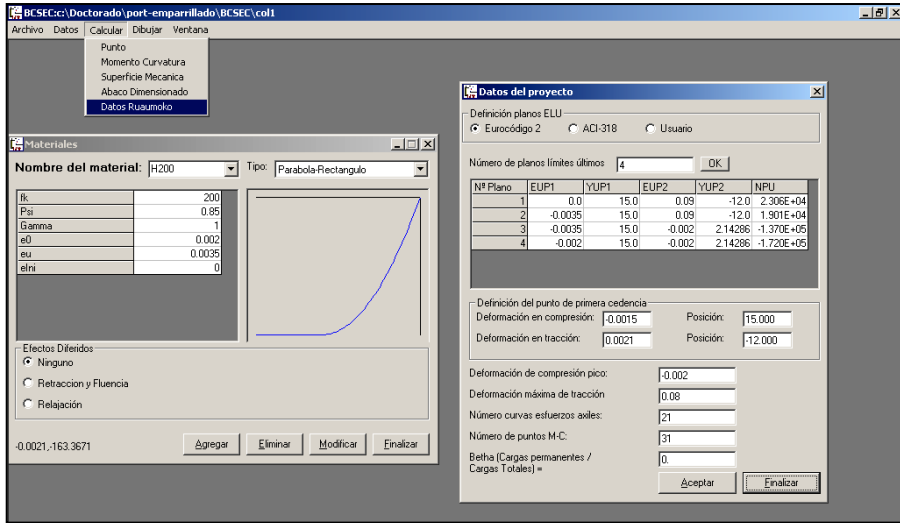 BCSEC:c:\Doctorado\port-emparrillado\BCSEC\col1
Archivo Datos Calcular Dibujar Ventana
Punto
Momento Curvatura
Superficie Mecanica
Abaco Dimensionado
Datos Ruaumoko
Materiales
Nombre del material: H200 Tipo: Parabola-Rectangulo
fk 200
Psi 0.85
Gamma 1
e0 0.002
eu 0.0035
eIni 0
Efectos Diferidos
Ninguno
Retraccion y Fluencia
Relajación
-0.0021,-163.3671 Agregar Eliminar Modificar Finalizar
Datos del proyecto
Definición planos ELU
Eurocódigo 2 ACI-318 Usuario
Número de planos límites últimos 4 OK
Nº Plano EUP1 YUP1 EUP2 YUP2 NPU
1 0.0 15.0 0.09 -12.0 2.306E+04
2 -0.0035 15.0 0.09 -12.0 1.901E+04
3 -0.0035 15.0 -0.002 2.14286 -1.370E+05
4 -0.002 15.0 -0.002 2.14286 -1.720E+05
Definición del punto de primera cedencia
Deformación en compresión: -0.0015 Posición: 15.000
Deformación en tracción: 0.0021 Posición: -12.000
Deformación de compresión pico: -0.002
Deformación máxima de tracción 0.08
Número curvas esfuerzos axiles: 21
Número de puntos M-C: 31
Betha (Cargas permanentes / 0.
Cargas Totales) =
Aceptar Finalizar